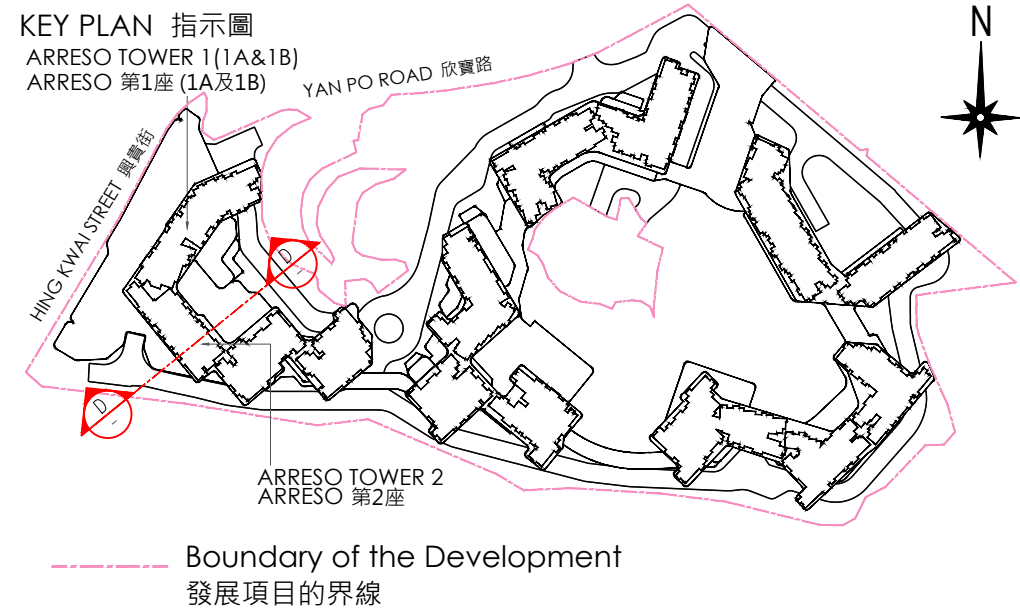 KEY PLAN 指示圖
ARRESO TOWER 1(1A&1B)
ARRESO 第1座 (1A及1B)
N
YAN PO ROAD 欣寶路
HING KWAI STREET 興貴街
D
-
D
-
ARRESO TOWER 2
ARRESO 第2座
Boundary of the Development
發展項目的界線